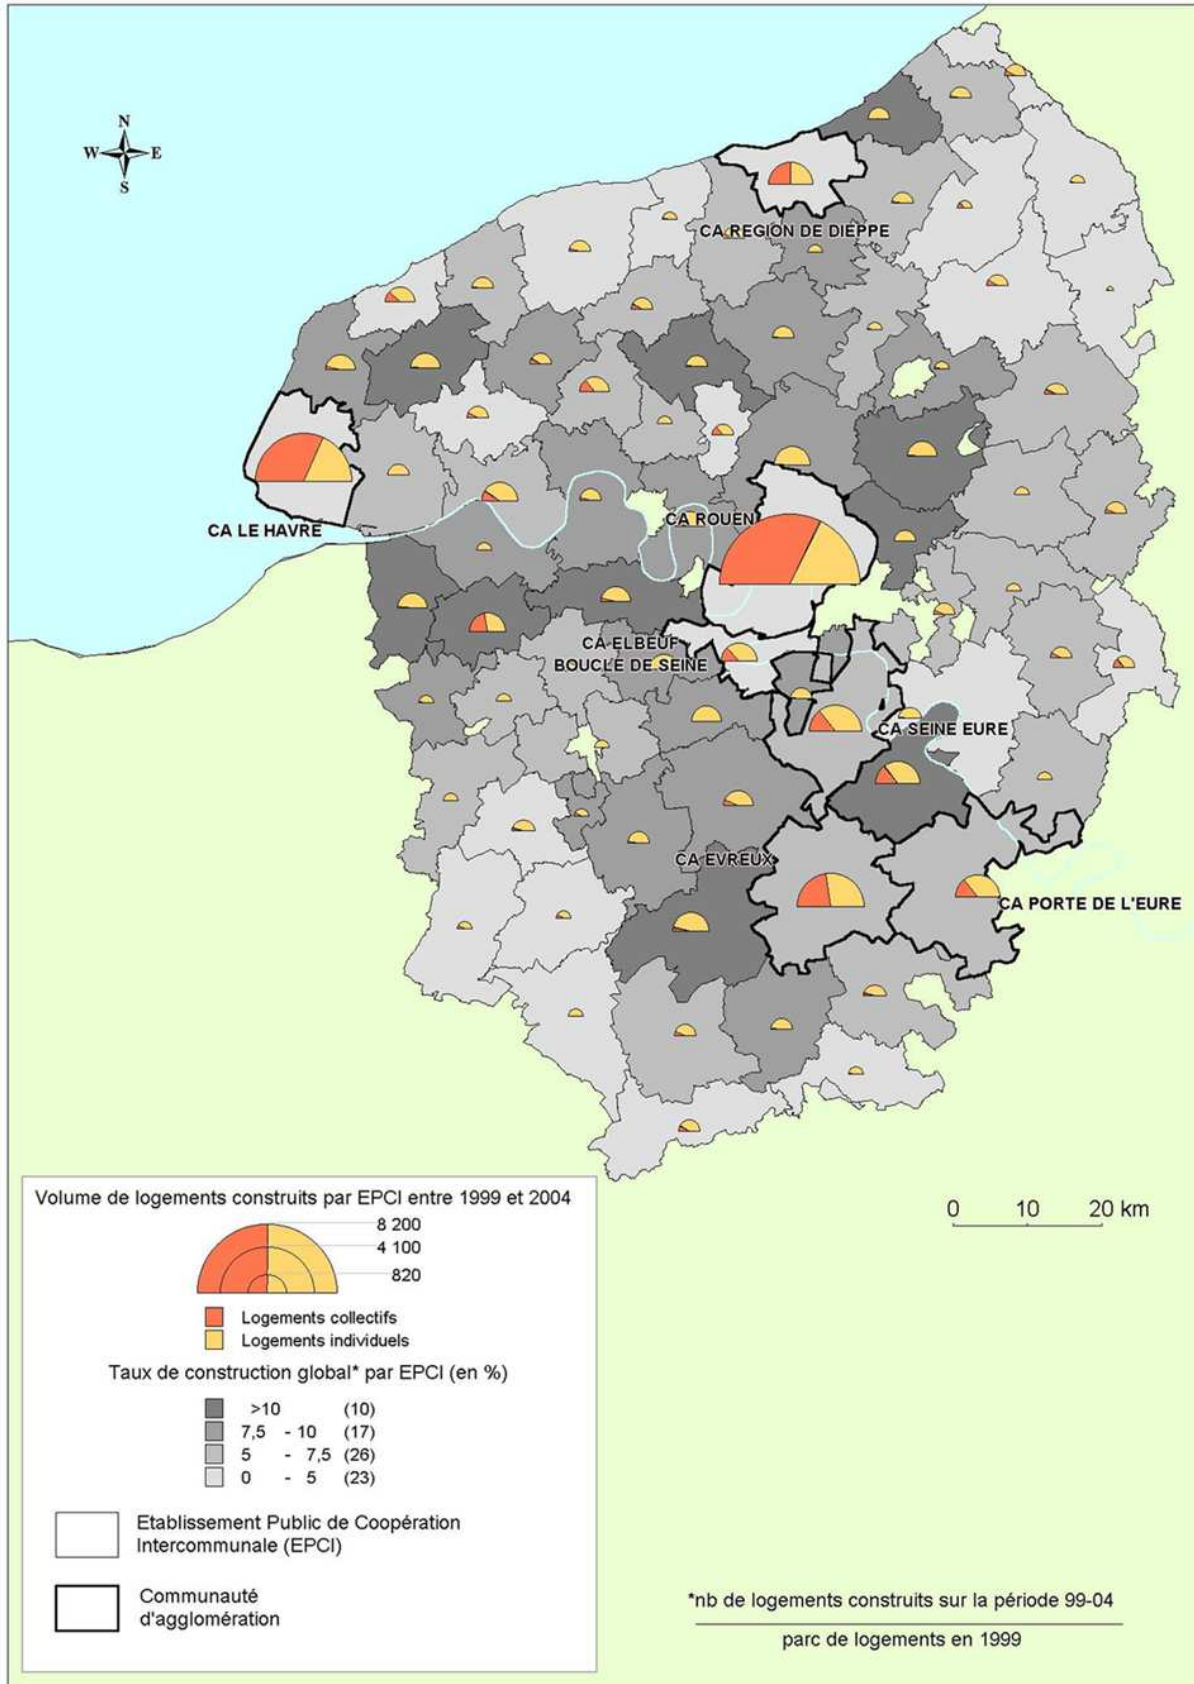 N
W E
S
CA REGION DE DIEPPE
CA LE HAVRE
CA ROUEN
CA ELBEUF
BOUCLE DE SEINE
CA SEINE EURE
CA EVREUX
CA PORTE DE L'EURE
Volume de logements construits par EPCI entre 1999 et 2004
8 200
4 100
820
Logements collectifs
Logements individuels
Taux de construction global* par EPCI (en %)
>10 (10)
7,5 - 10 (17)
5 - 7,5 (26)
0 - 5 (23)
Etablissement Public de Coopération
Intercommunale (EPCI)
Communauté
d'agglomération
0 10 20 km
*nb de logements construits sur la période 99-04
parc de logements en 1999